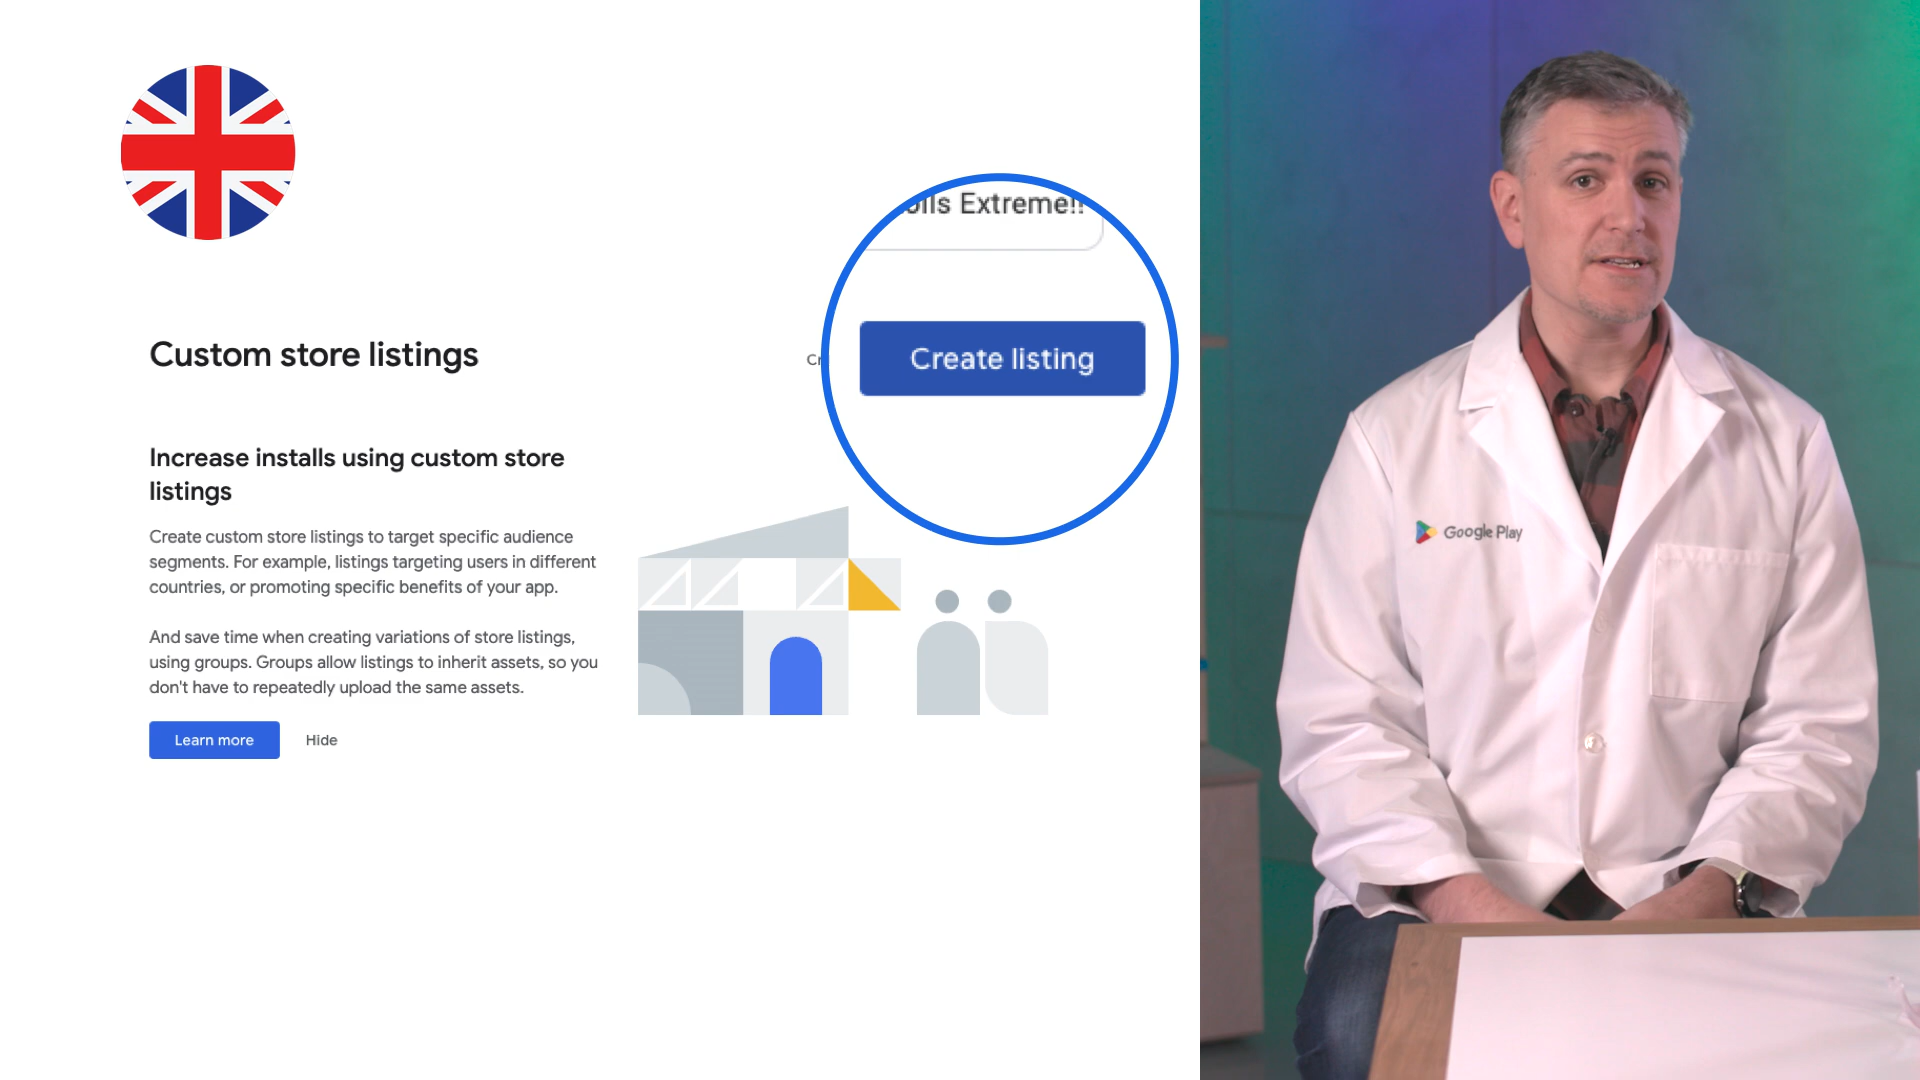 Extreme!!
Custom store listings
Create listing
Increase installs using custom store
listings
Create custom store listings to target specific audience
segments. For example, listings targeting users in different
countries, or promoting specific benefits of your app.
And save time when creating variations of store listings,
using groups. Groups allow listings to inherit assets, so you
don't have to repeatedly upload the same assets.
Learn more
Hide
Google Play